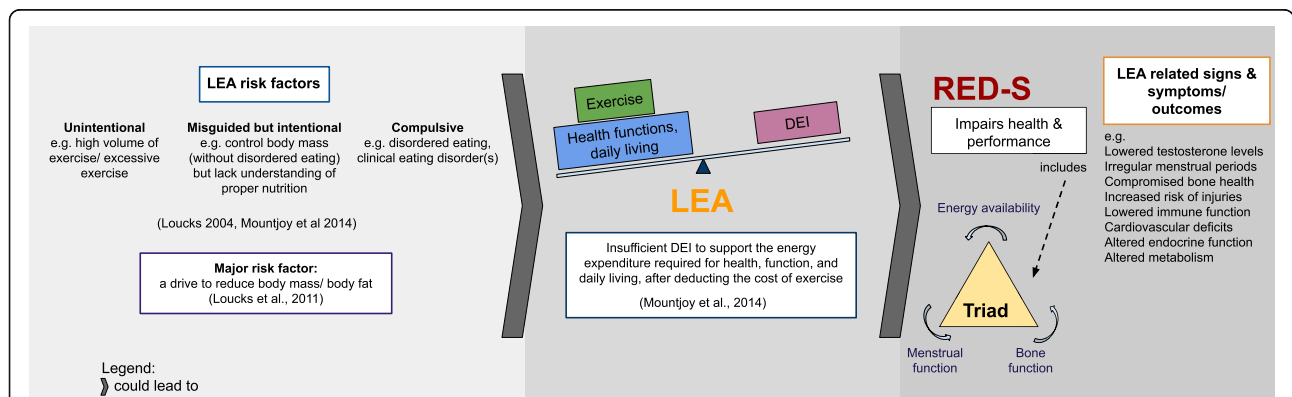 LEA risk factors
Unintentional
e.g. high volume of
exercise/ excessive
exercise
Misguided but intentional
e.g. control body mass
(without disordered eating)
but lack understanding of
proper nutrition
Compulsive
e.g. disordered eating,
clinical eating disorder(s)
(Loucks 2004, Mountjoy et al 2014)
Major risk factor:
a drive to reduce body mass/ body fat
(Loucks et al., 2011)
Legend:
could lead to
Exercise
Health functions,
daily living
DEI
LEA
Insufficient DEI to support the energy
expenditure required for health, function, and
daily living, after deducting the cost of exercise
(Mountjoy et al., 2014)
RED-S
Impairs health &
performance
includes
Energy availability
Triad
Menstrual
function
Bone
function
LEA related signs &
symptoms/
outcomes
e.g.
Lowered testosterone levels
Irregular menstrual periods
Compromised bone health
Increased risk of injuries
Lowered immune function
Cardiovascular deficits
Altered endocrine function
Altered metabolism